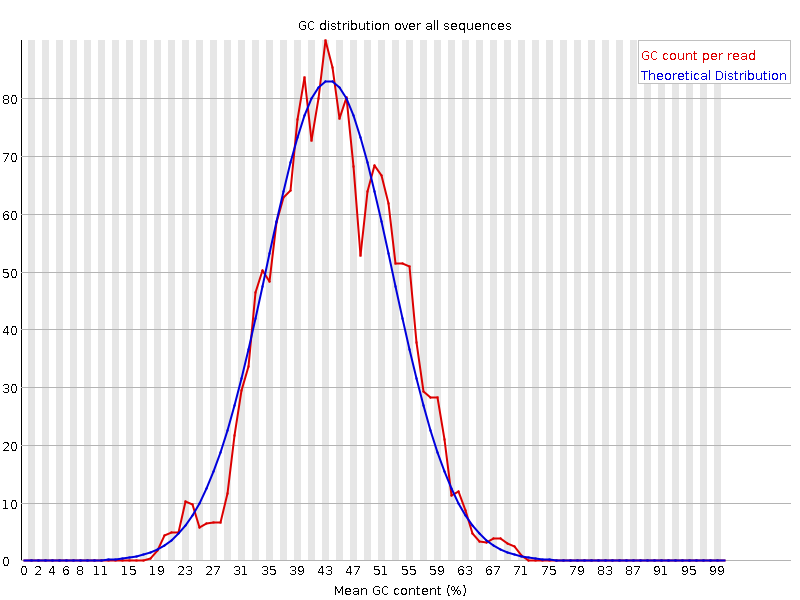 GC distribution over all sequences
GC count per read
Theoretical Distribution
80
70
60
50
40
30
20
10
0
0 2 4 6 8 11 15 19 23 27 31 35 39 43 47 51 55 59 63 67 71 75 79 83 87 91 95 99
Mean GC content (%)